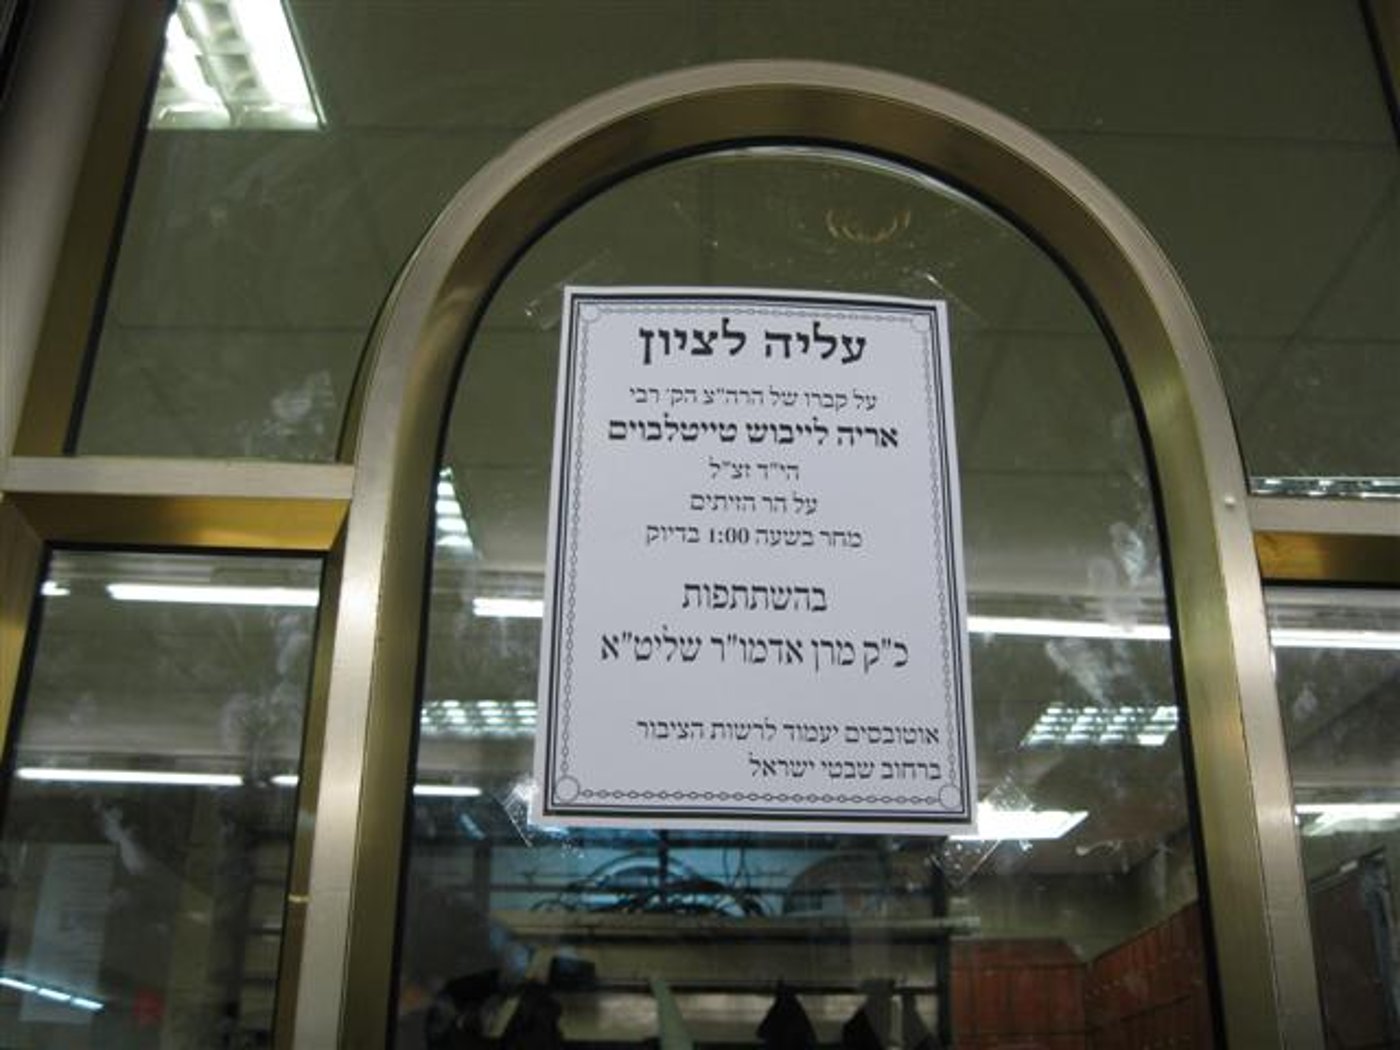 עליה לציון
על קברו של הרה"צ הק' רבי
אריה לייבוש טייטלבוים
הי"ד זצ"ל
על הר הזיתים
מחר בשעה 1:00 בדיוק
בהשתתפות
כ"ק מרן אדמו"ר שליט"א
אוטובסים יעמוד לרשות הציבור
ברחוב שבטי ישראל